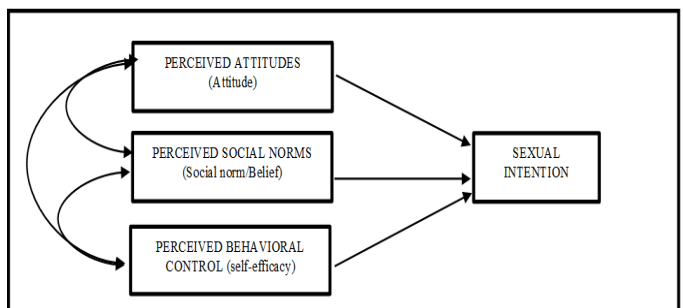 PERCEIVED ATTITUDES
(Attitude)
PERCEIVED SOCIAL NORMS
(Social norm/Belief)
SEXUAL
INTENTION
PERCEIVED BEHAVIORAL
CONTROL (self-efficacy)